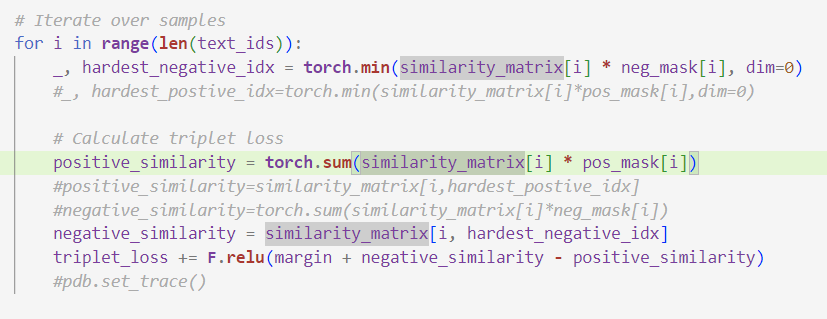 # Iterate over samples
for i in range(len(text_ids)):
    _, hardest_negative_idx = torch.min(similarity_matrix[i] * neg_mask[i], dim=0)
    #_, hardest_postive_idx=torch.min(similarity_matrix[i]*pos_mask[i],dim=0)

    # Calculate triplet loss
    positive_similarity = torch.sum(similarity_matrix[i] * pos_mask[i])
    #positive_similarity=similarity_matrix[i,hardest_postive_idx]
    #negative_similarity=torch.sum(similarity_matrix[i]*neg_mask[i])
    negative_similarity = similarity_matrix[i, hardest_negative_idx]
    triplet_loss += F.relu(margin + negative_similarity - positive_similarity)
    #pdb.set_trace()